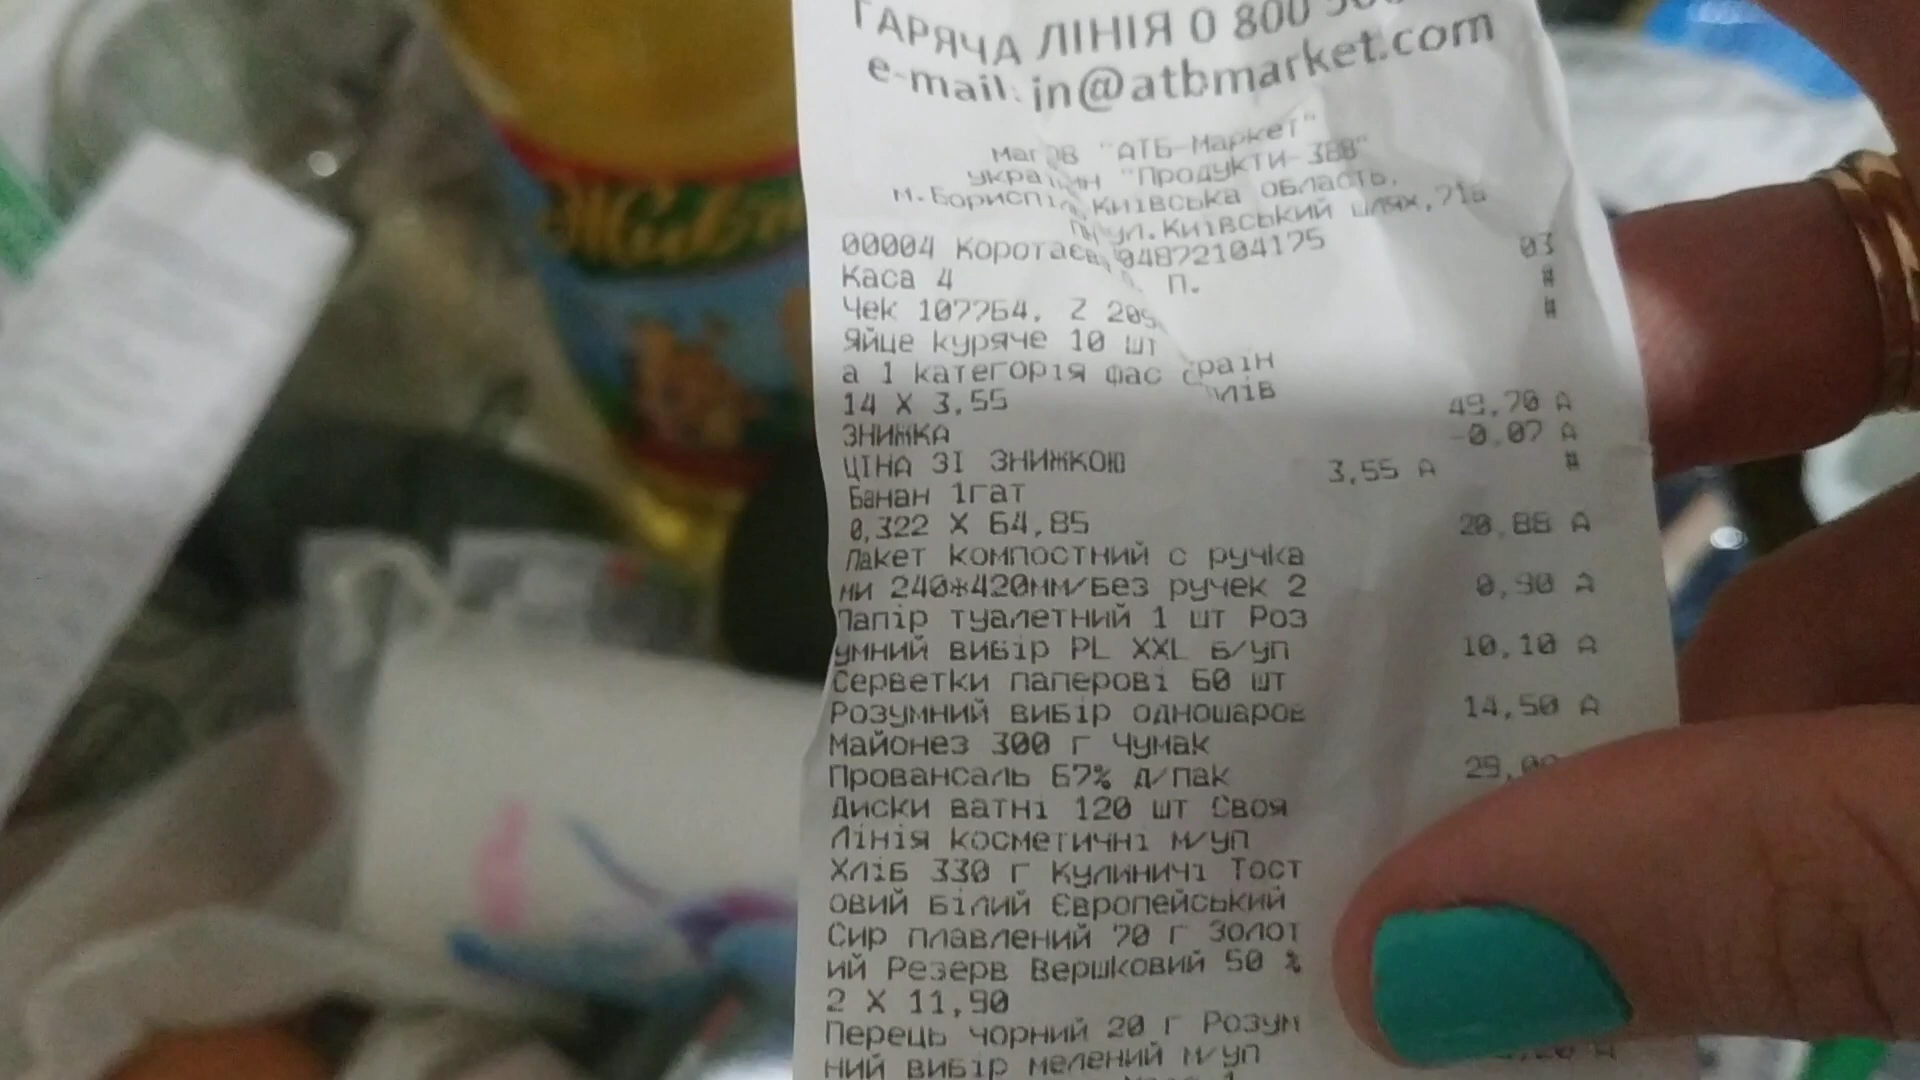 ГАРЯЧА ЛІНІЯ 0 800
e-mail: in@atbmarket.com
"АТБ-Маркет"
"Продукти-388"
м.Бориспіль, Київська область,
вул.Київський шлях,71а
00004 Коротаєва 04872104175 03
Каса 4 П. #
Чек 107764. Z #
Яйце куряче 10 шт
а 1 категорія фас
14 X 3,55 49,70 А
ЗНИЖКА -0,07 А
ЦІНА ЗІ ЗНИЖКОЮ 3,55 А #
Банан 1гат
0,322 X 64,85 20,88 А
Пакет компостний с ручка
ми 240*420мм/Без ручек 2 0,90 А
Папір туалетний 1 шт Роз
умний вибір PL XXL б/уп 10,10 А
Серветки паперові 60 шт
Розумний вибір одношаров 14,50 А
Майонез 300 г Чумак
Провансаль 67% д/пак
Диски ватні 120 шт Своя
Лінія косметичні м/уп
Хліб 330 г Кулиничі Тост
овий білий Європейський
Сир плавлений 70 г Золот
ий Резерв Вершковий 50 %
2 X 11,90
Перець чорний 20 г Розум
ний вибір мелений м/уп